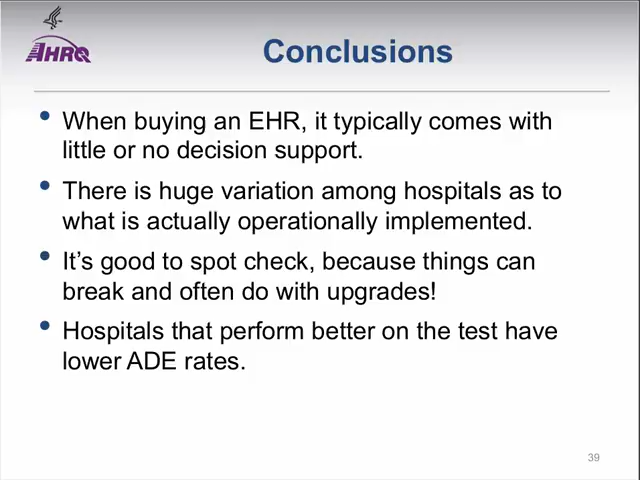 AHRQ
Conclusions
• When buying an EHR, it typically comes with
little or no decision support.
• There is huge variation among hospitals as to
what is actually operationally implemented.
• It’s good to spot check, because things can
break and often do with upgrades!
• Hospitals that perform better on the test have
lower ADE rates.
39